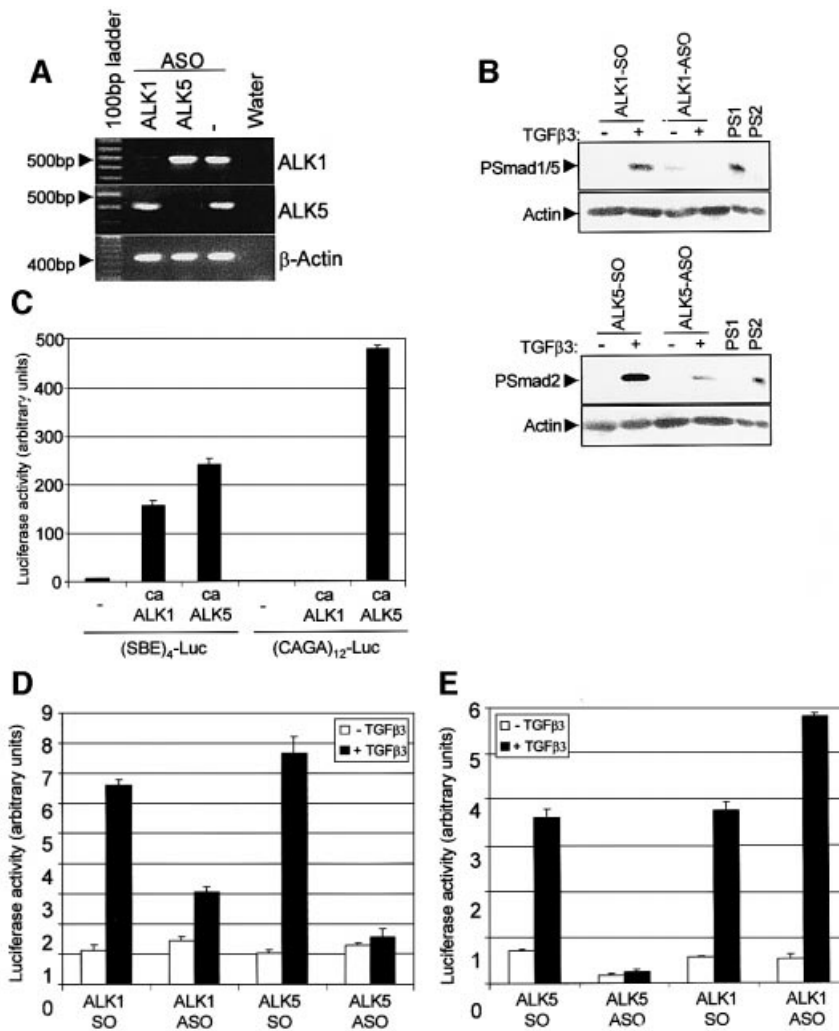 A
100bp ladder
ASO
ALK1
ALK5
-
Water
500bp
ALK1
500bp
ALK5
400bp
β-Actin
B
ALK1-SO
ALK1-ASO
PS1
PS2
TGFβ3: - + - +
PSmad1/5
Actin
ALK5-SO
ALK5-ASO
PS1
PS2
TGFβ3: - + - +
PSmad2
Actin
C
Luciferase activity (arbitrary units)
500
400
300
200
100
0
- ca ALK1 ca ALK5 - ca ALK1 ca ALK5
(SBE)4-Luc (CAGA)12-Luc
D
Luciferase activity (arbitrary units)
9
8
7
6
5
4
3
2
1
0
- TGFβ3
+ TGFβ3
ALK1 ALK1 ALK5 ALK5
SO ASO SO ASO
E
Luciferase activity (arbitrary units)
6
5
4
3
2
1
0
- TGFβ3
+ TGFβ3
ALK5 ALK5 ALK1 ALK1
SO ASO SO ASO